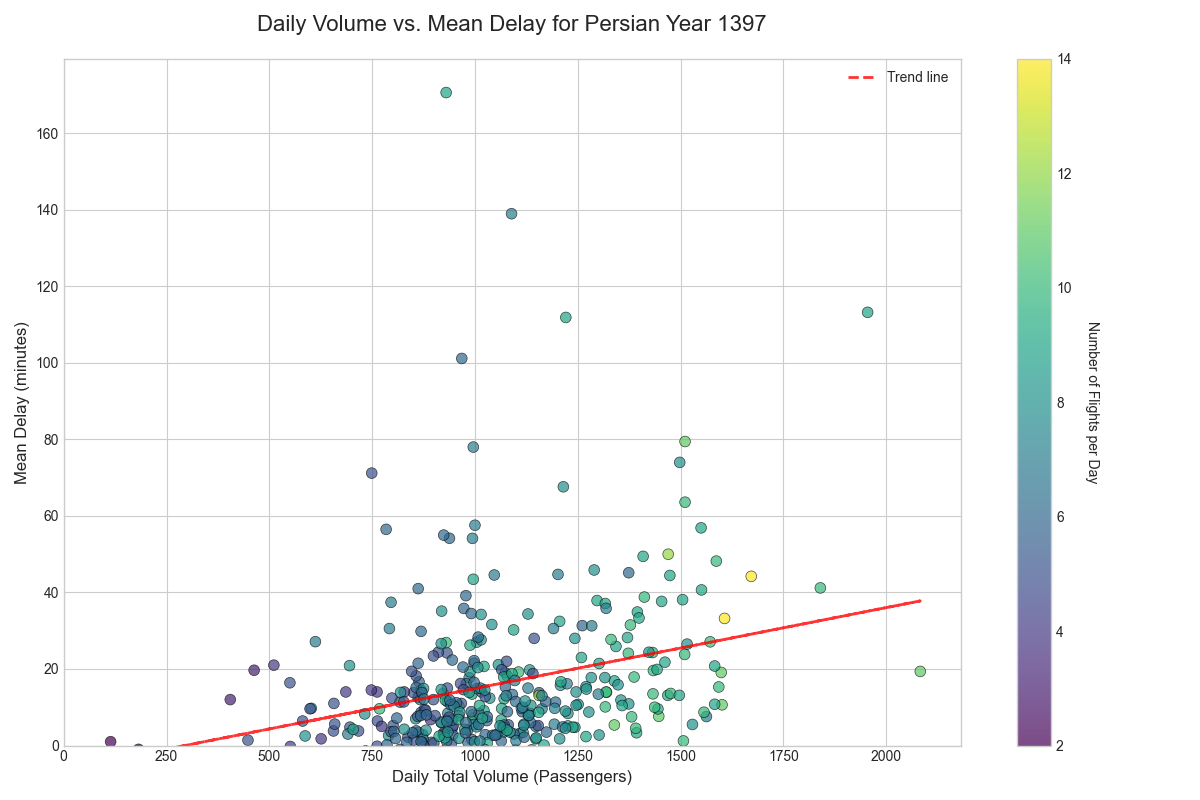 Daily Volume vs. Mean Delay for Persian Year 1397
Trend line
160
140
120
100
80
60
40
20
0
Mean Delay (minutes)
0 250 500 750 1000 1250 1500 1750 2000
Daily Total Volume (Passengers)
14
12
10
8
6
4
2
Number of Flights per Day